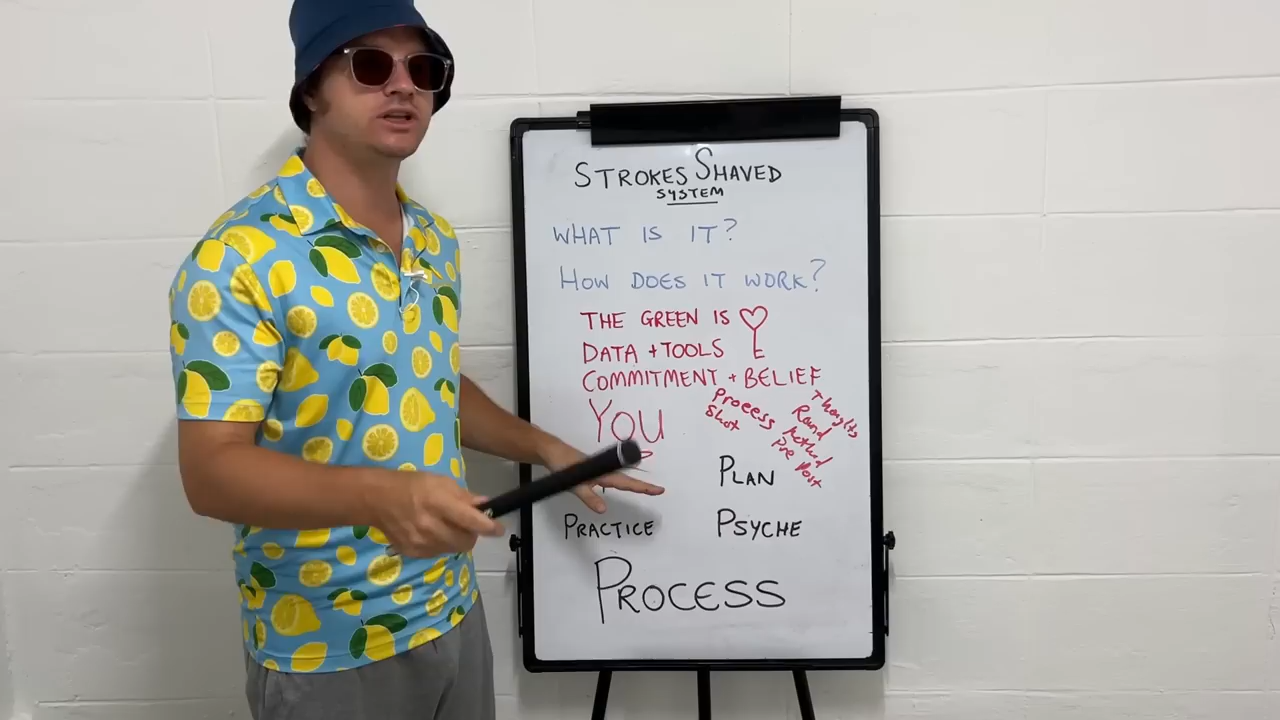 STROKES SHAVED
SYSTEM
WHAT IS IT?
HOW DOES IT WORK?
THE GREEN IS
DATA + TOOLS
COMMITMENT + BELIEF
YOU
Process
Shot
Thoughts
Round
Pre Post
PLAN
PRACTICE
PSYCHE
PROCESS